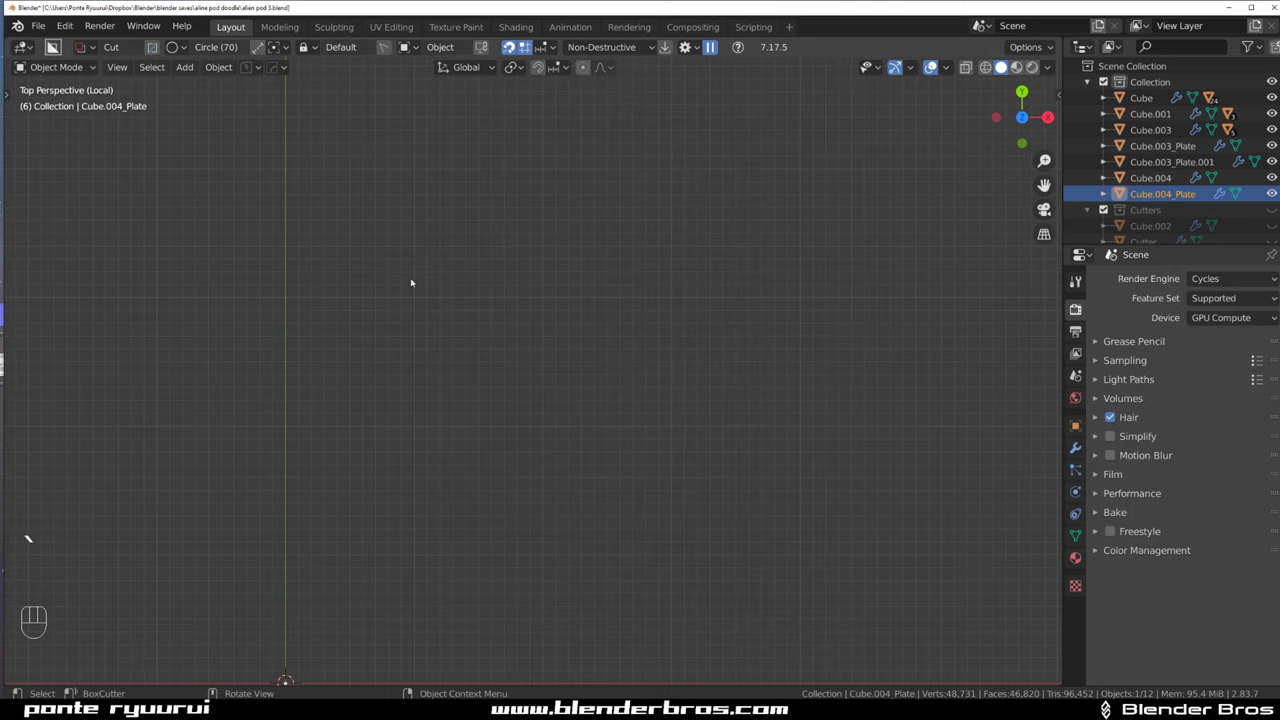 Blender* [C:\Users\Ponte Ryuurui\Dropbox\Blender\blender saves\aline pod doodle\alien pod 3.blend]
File Edit Render Window Help Layout Modeling Sculpting UV Editing Texture Paint Shading Animation Rendering Compositing Scripting + Scene View Layer
Cut Circle (70) Default Object Non-Destructive 7.17.5 Options
Object Mode View Select Add Object Global
Top Perspective (Local)
(6) Collection | Cube.004_Plate
Y
Z X
Scene Collection
Collection
Cube 24
Cube.001 3
Cube.003 5
Cube.003_Plate
Cube.003_Plate.001
Cube.004
Cube.004_Plate
Cutters
Cube.002
Cutter
Scene
Render Engine Cycles
Feature Set Supported
Device GPU Compute
Grease Pencil
Sampling
Light Paths
Volumes
Hair
Simplify
Motion Blur
Film
Performance
Bake
Freestyle
Color Management
Select BoxCutter Rotate View Object Context Menu Collection | Cube.004_Plate | Verts:48,731 | Faces:46,820 | Tris:96,452 | Objects:1/12 | Mem: 95.4 MiB | 2.83.7
ponte ryuurui www.blenderbros.com Blender Bros